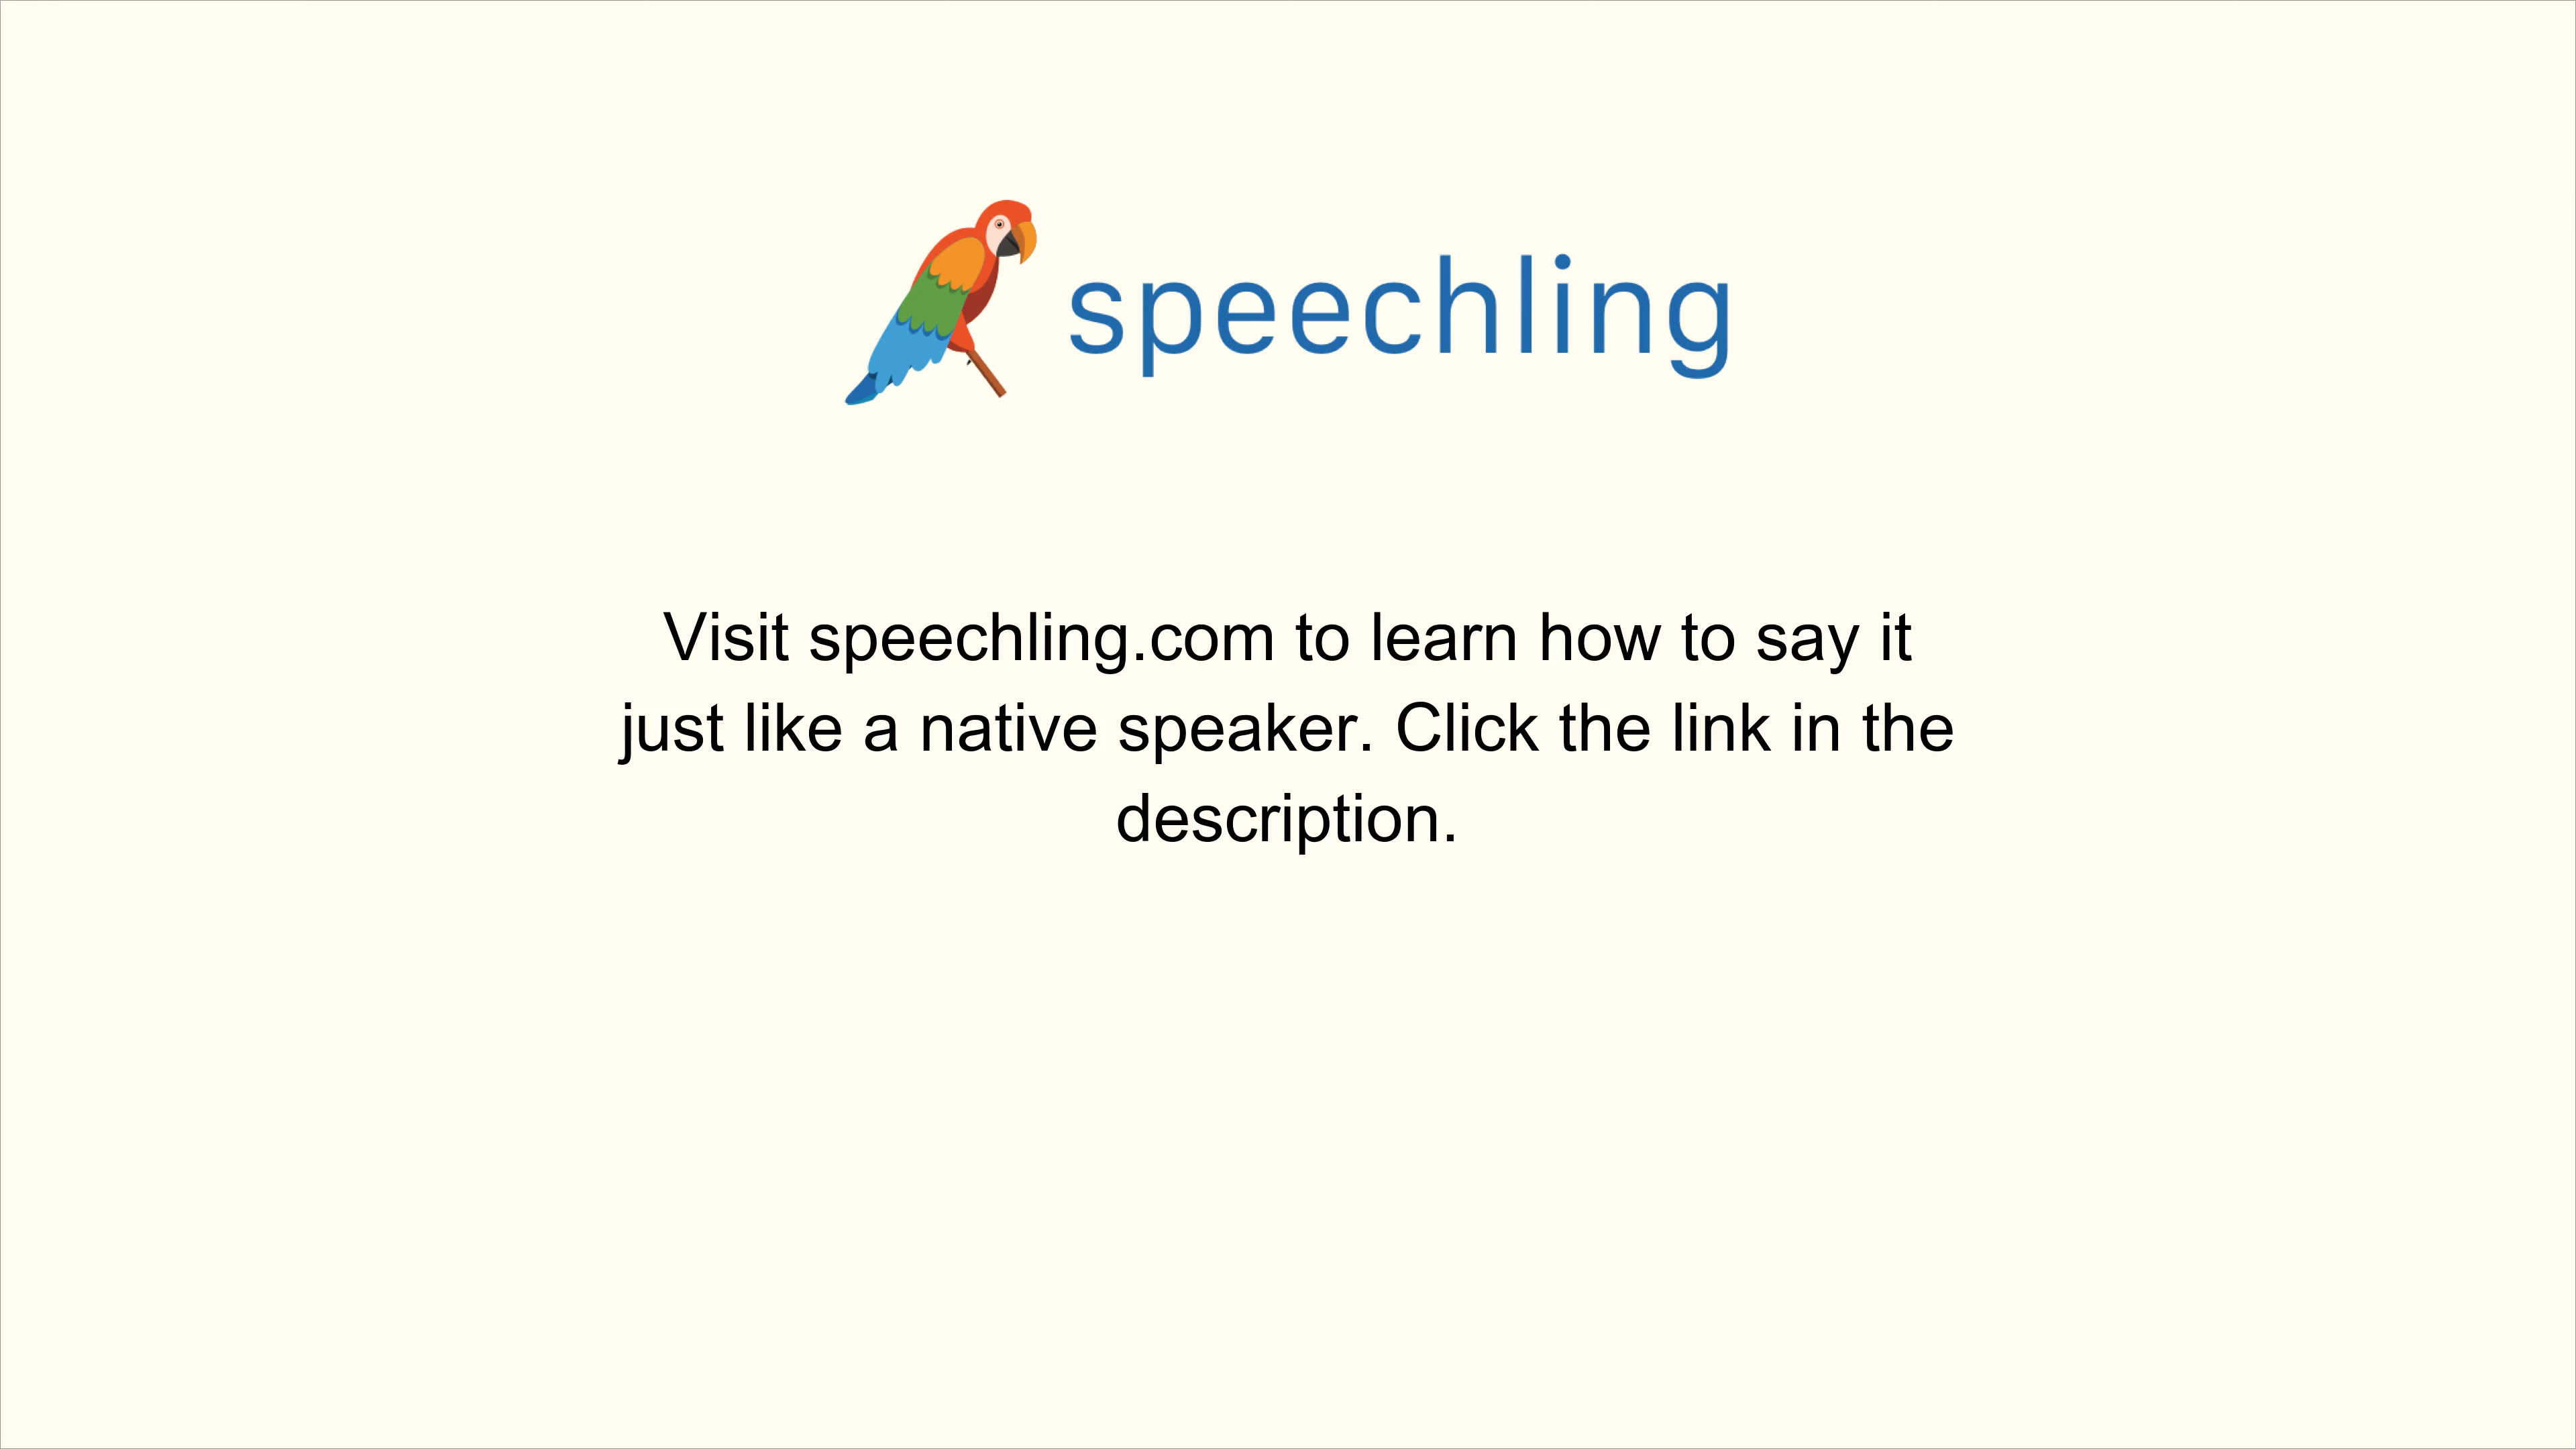 speechling
Visit speechling.com to learn how to say it
just like a native speaker. Click the link in the
description.